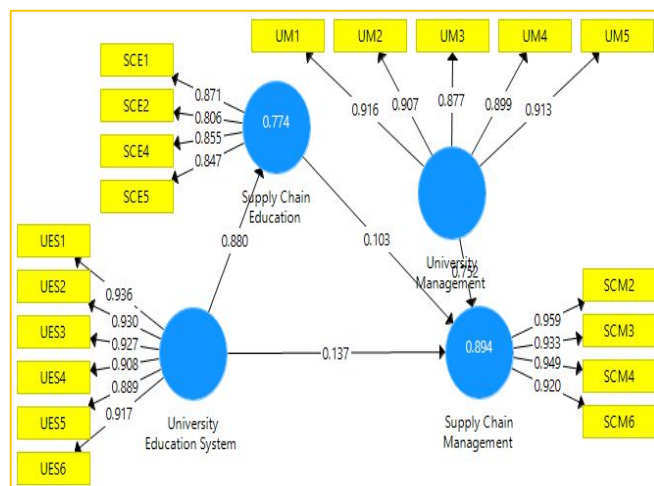 UM1
UM2
UM3
UM4
UM5
SCE1
SCE2
SCE4
SCE5
0.871
0.806
0.855
0.847
0.774
0.916
0.907
0.877
0.899
0.913
Supply Chain
Education
0.880
0.103
University
Management
0.752
UES1
UES2
UES3
UES4
UES5
UES6
0.936
0.930
0.927
0.908
0.889
0.917
University
Education System
0.137
0.894
Supply Chain
Management
0.959
0.933
0.949
0.920
SCM2
SCM3
SCM4
SCM6